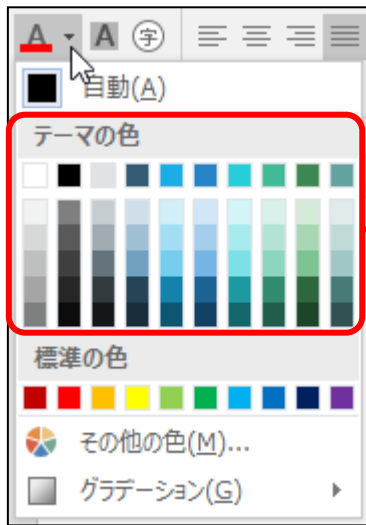 A A 字
自動(A)
テーマの色
標準の色
その他の色(M)...
グラデーション(G)